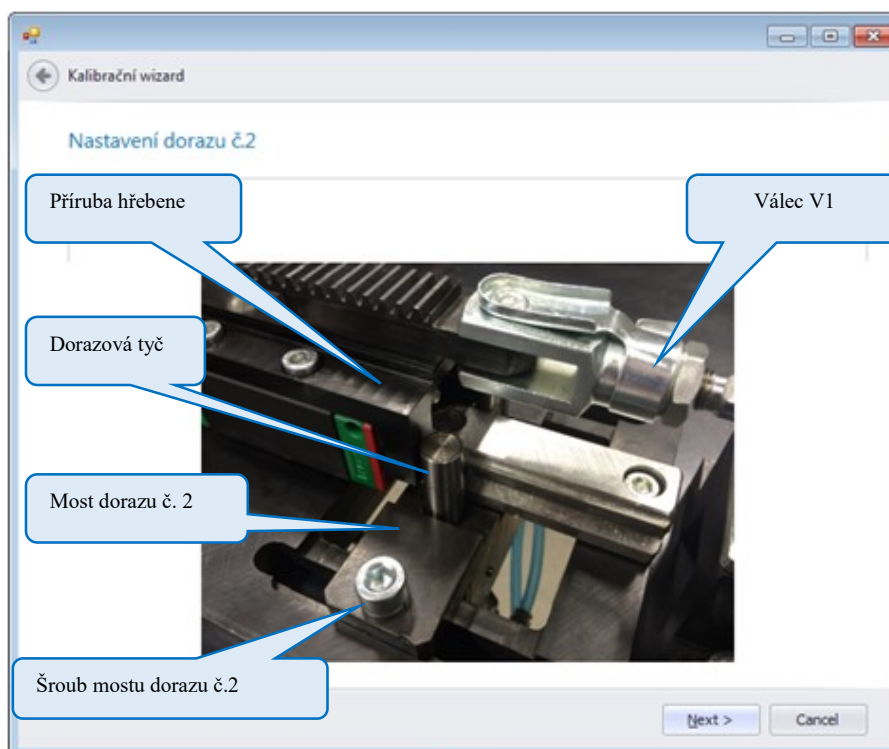 Kalibrační wizard
Nastavení dorazu č.2
Příruba hřebene
Válec V1
Dorazová tyč
Most dorazu č. 2
Šroub mostu dorazu č.2
Next >
Cancel